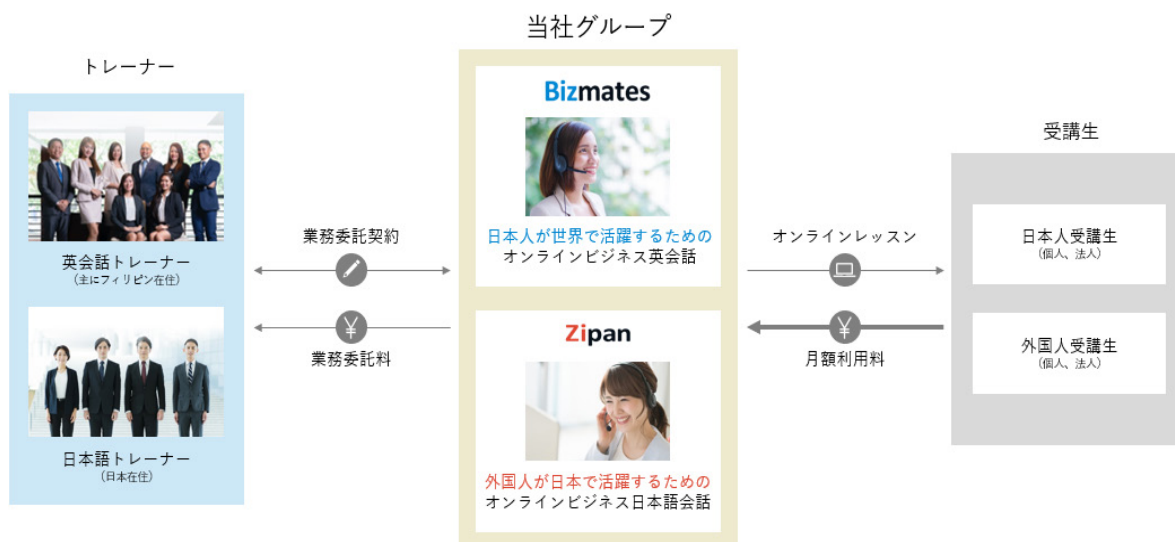 当社グループ
トレーナー
英会話トレーナー
(主にフィリピン在住)
日本語トレーナー
(日本在住)
業務委託契約
¥
業務委託料
Bizmates
日本人が世界で活躍するための
オンラインビジネス英会話
Zipan
外国人が日本で活躍するための
オンラインビジネス日本語会話
オンラインレッスン
¥
月額利用料
受講生
日本人受講生
(個人、法人)
外国人受講生
(個人、法人)